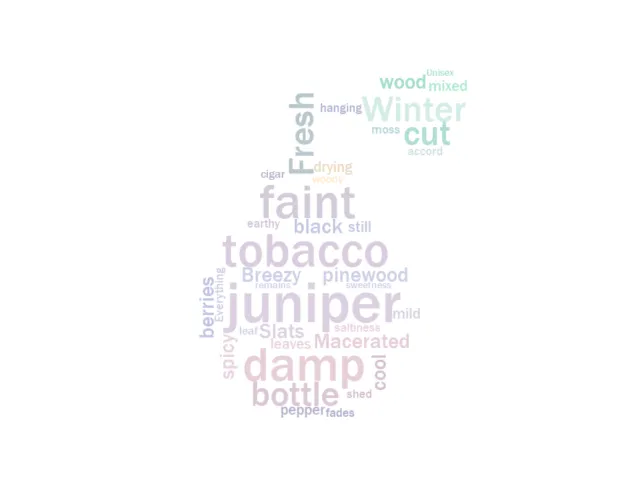 Unisex
wood mixed
Fresh hanging Winter
moss cut
accord
cigar drying
woods
faint
earthy black still
tobacco
Breezy pinewood
remains sweetness
berries Everything juniper mild
leaf Slats saltiness
spicy leaves Macerated
damp cool
bottle shed
pepper fades